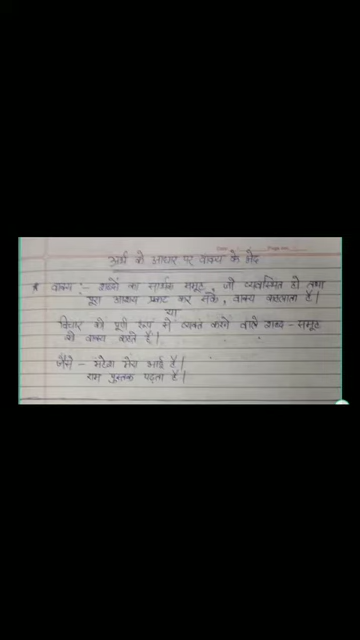 अर्थ के आधार पर वाक्य के भेद
* वाक्य :- शब्दों का सार्थक समूह, जो व्यवस्थित हो तथा
पूरा आशय प्रकट कर सके, वाक्य कहलाता है।
या
विचार को पूर्ण रूप से व्यक्त करने वाले शब्द - समूह
को वाक्य कहते हैं।
जैसे - महेश मेरा भाई है।
राम पुस्तक पढ़ता है।